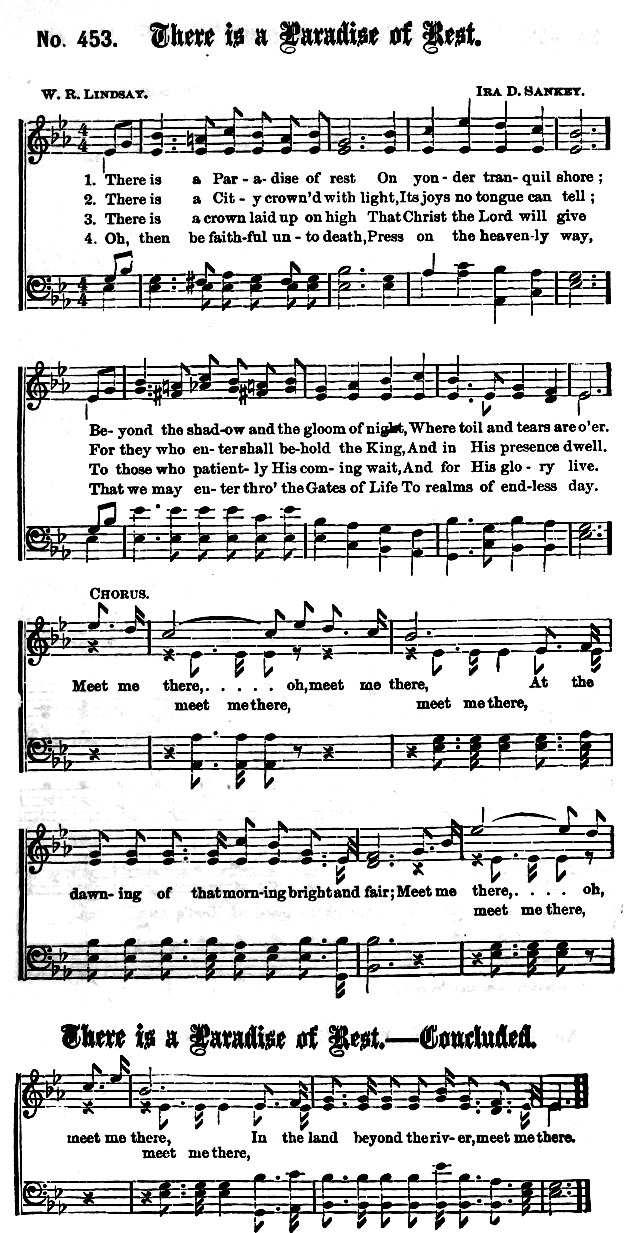 No. 453. There is a Paradise of Rest.
W. R. LINDSAY. IRA D. SANKEY.
1. There is a Par - a- dise of rest On yon- der tran- quil shore;
2. There is a Cit - y crown'd with light, Its joys no tongue can tell;
3. There is a crown laid up on high That Christ the Lord will give
4. Oh, then be faith-ful un - to death, Press on the heaven-ly way,
Be- yond the shad-ow and the gloom of night, Where toil and tears are o'er.
For they who en-ter shall be-hold the King, And in His presence dwell.
To those who patient- ly His com- ing wait, And for His glo - ry live.
That we may en- ter thro' the Gates of Life To realms of end-less day.
CHORUS.
Meet me there,..... oh, meet me there, At the
meet me there, meet me there,
dawn- ing of that morn-ing bright and fair; Meet me there,.... oh,
meet me there,
There is a Paradise of Rest.—Concluded.
meet me there, In the land beyond the riv-er, meet me there.
meet me there,